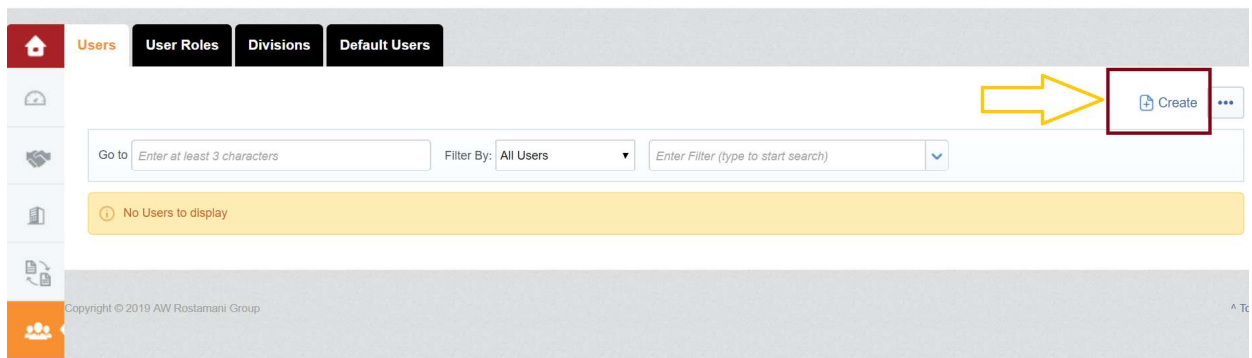 Users User Roles Divisions Default Users
Create
Go to Enter at least 3 characters Filter By: All Users Enter Filter (type to start search)
No Users to display
Copyright © 2019 AW Rostamani Group ^ To